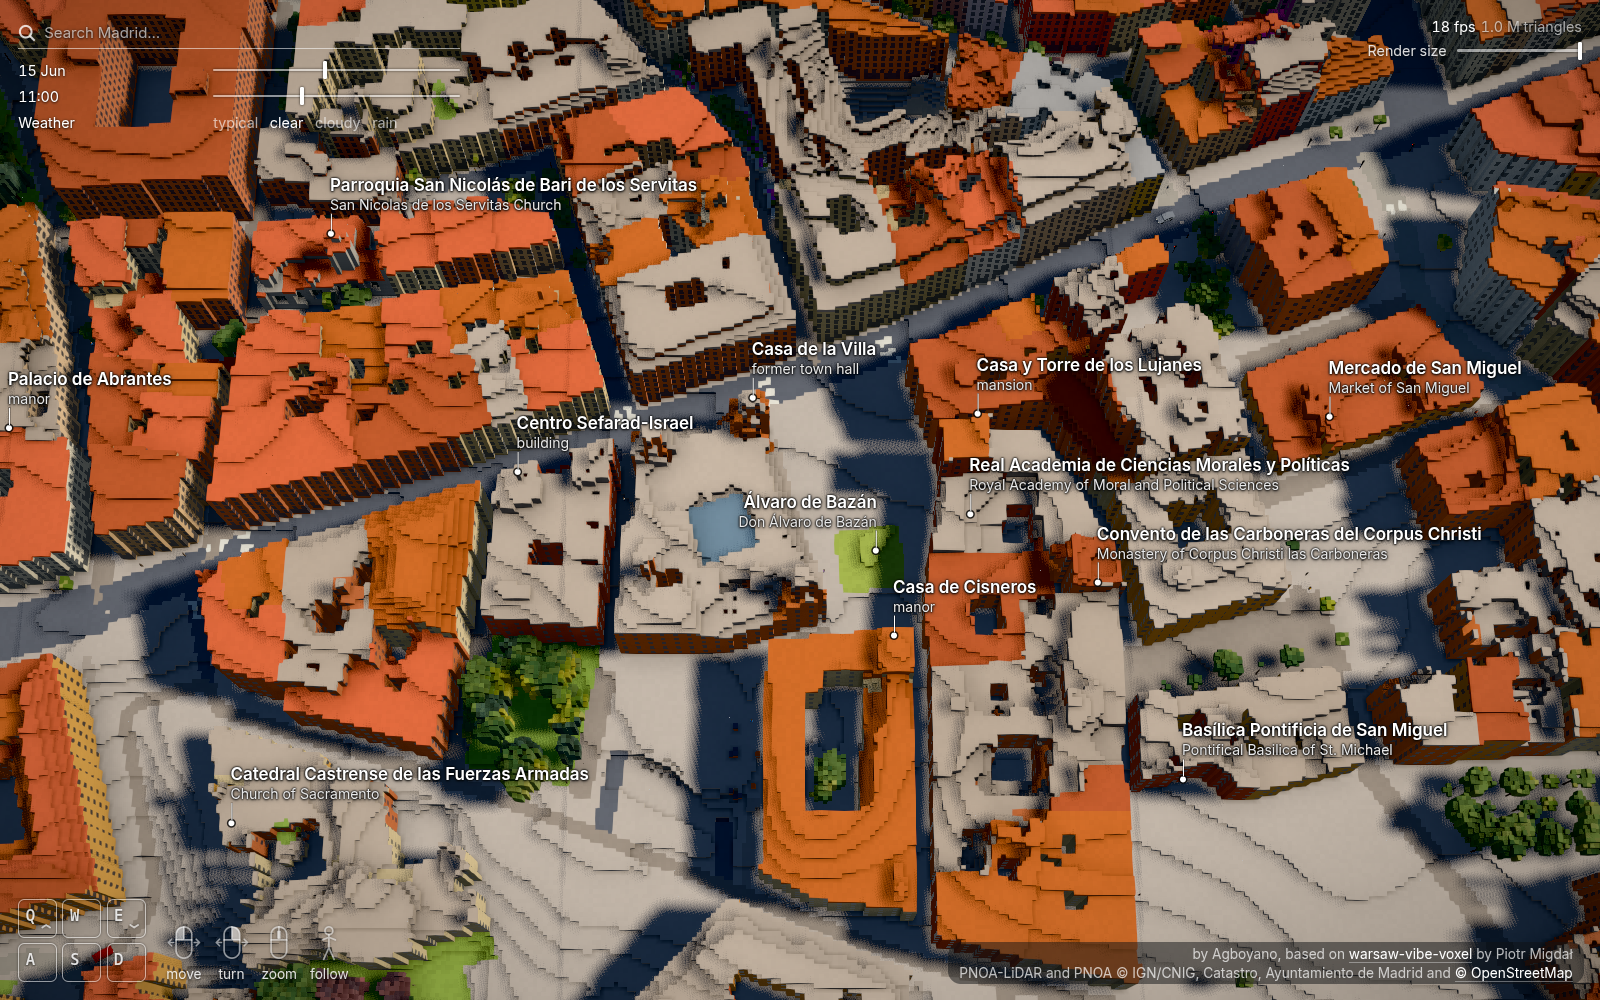 Search Madrid...
15 Jun
11:00
Weather
typical clear cloudy rain
18 fps 1.0 M triangles
Render size
Parroquia San Nicolás de Bari de los Servitas
San Nicolas de los Servitas Church
Palacio de Abrantes
manor
Casa de la Villa
former town hall
Casa y Torre de los Lujanes
mansion
Mercado de San Miguel
Market of San Miguel
Centro Sefarad-Israel
building
Real Academia de Ciencias Morales y Políticas
Royal Academy of Moral and Political Sciences
Álvaro de Bazán
Don Álvaro de Bazán
Convento de las Carboneras del Corpus Christi
Monastery of Corpus Christi las Carboneras
Casa de Cisneros
manor
Basílica Pontificia de San Miguel
Pontifical Basilica of St. Michael
Catedral Castrense de las Fuerzas Armadas
Church of Sacramento
Q W E
A S D
move turn zoom follow
by Agboyano, based on warsaw-vibe-voxel by Piotr Migdał
PNOA-LiDAR and PNOA © IGN/CNIG, Catastro, Ayuntamiento de Madrid and © OpenStreetMap